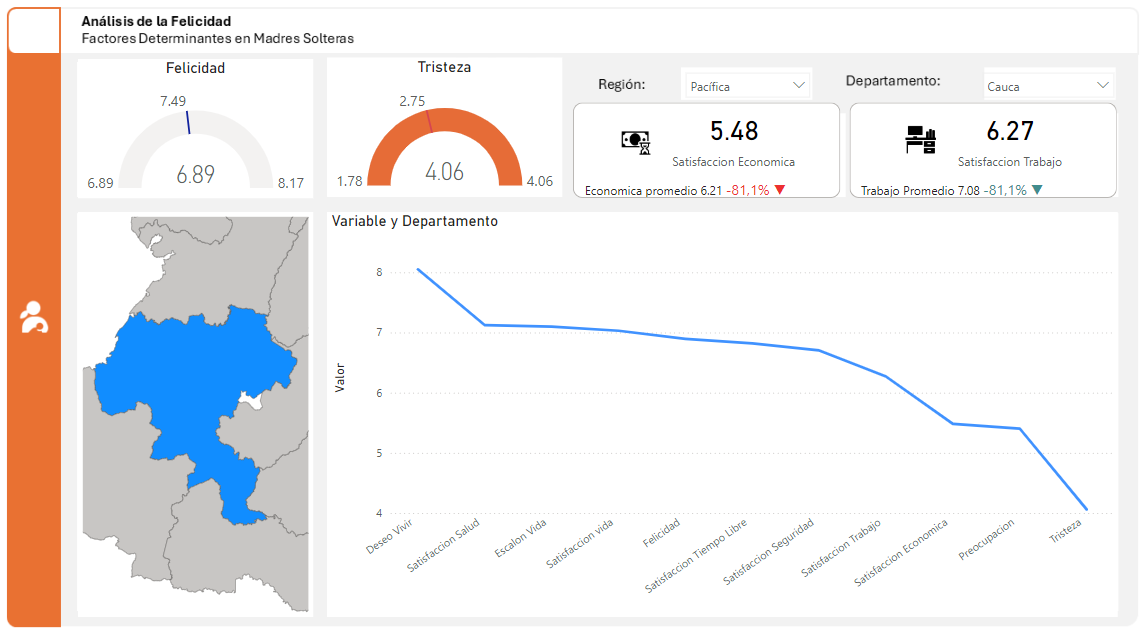 Análisis de la Felicidad
Factores Determinantes en Madres Solteras
Felicidad
7.49
6.89
6.89
8.17
Tristeza
2.75
4.06
1.78
4.06
Región:
Pacífica
Departamento:
Cauca
5.48
Satisfaccion Economica
Economica promedio 6.21 -81,1% ▼
6.27
Satisfaccion Trabajo
Trabajo Promedio 7.08 -81,1% ▼
Variable y Departamento
Valor
8
7
6
5
4
Deseo Vivir
Satisfaccion Salud
Escalon Vida
Satisfaccion vida
Felicidad
Satisfaccion Tiempo Libre
Satisfaccion Seguridad
Satisfaccion Trabajo
Satisfaccion Economica
Preocupacion
Tristeza